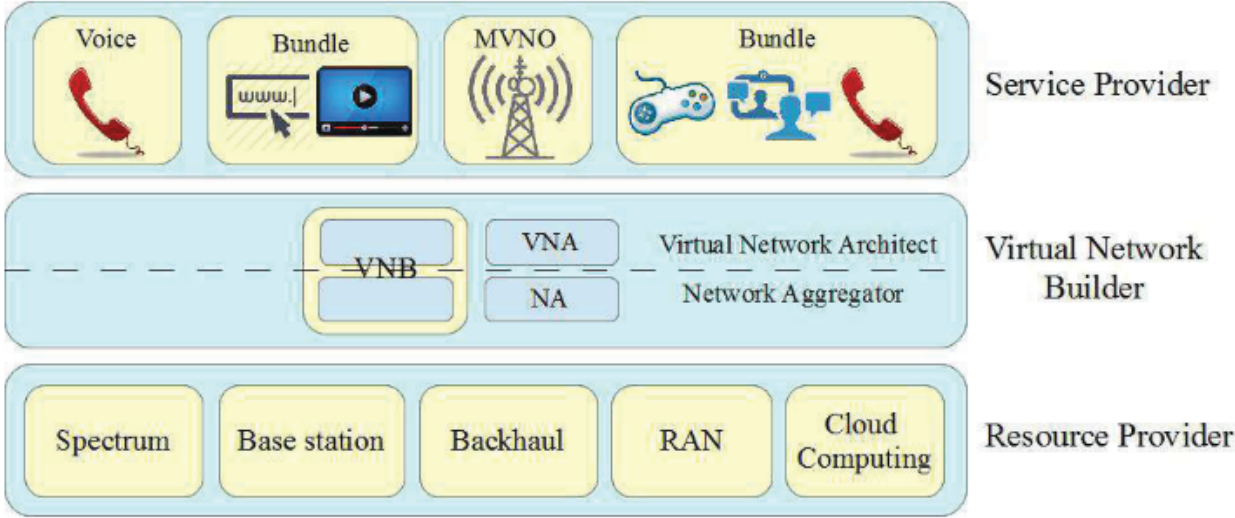 Voice
Bundle
www.|
MVNO
Bundle
Service Provider
VNB
VNA
NA
Virtual Network Architect
Network Aggregator
Virtual Network
Builder
Spectrum
Base station
Backhaul
RAN
Cloud
Computing
Resource Provider